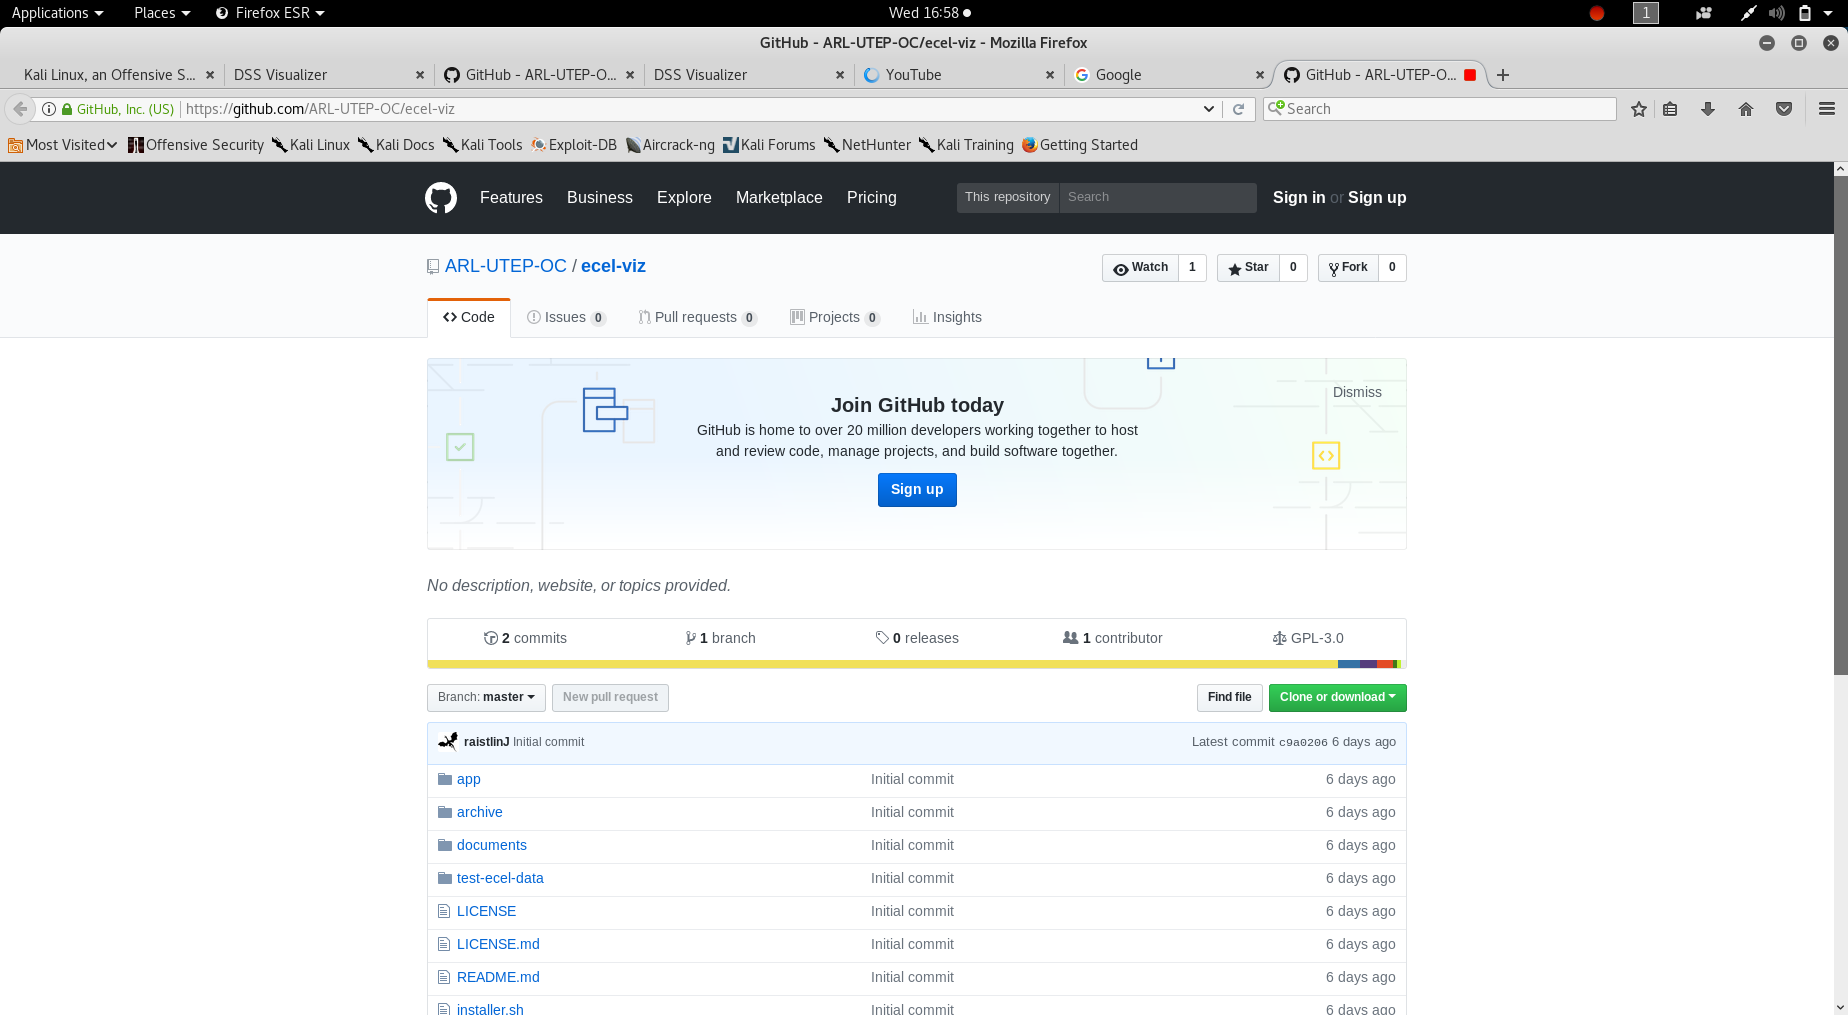 Applications Places Firefox ESR Wed 16:58 1
GitHub - ARL-UTEP-OC/ecel-viz - Mozilla Firefox
Kali Linux, an Offensive S... DSS Visualizer GitHub - ARL-UTEP-O... DSS Visualizer YouTube Google GitHub - ARL-UTEP-O...
GitHub, Inc. (US) https://github.com/ARL-UTEP-OC/ecel-viz Search
Most Visited Offensive Security Kali Linux Kali Docs Kali Tools Exploit-DB Aircrack-ng Kali Forums NetHunter Kali Training Getting Started
Features Business Explore Marketplace Pricing This repository Search Sign in or Sign up
ARL-UTEP-OC / ecel-viz Watch 1 Star 0 Fork 0
Code Issues 0 Pull requests 0 Projects 0 Insights
Dismiss
Join GitHub today
GitHub is home to over 20 million developers working together to host
and review code, manage projects, and build software together.
Sign up
No description, website, or topics provided.
2 commits 1 branch 0 releases 1 contributor GPL-3.0
Branch: master New pull request Find file Clone or download
raistlinJ Initial commit Latest commit c9a0206 6 days ago
app Initial commit 6 days ago
archive Initial commit 6 days ago
documents Initial commit 6 days ago
test-ecel-data Initial commit 6 days ago
LICENSE Initial commit 6 days ago
LICENSE.md Initial commit 6 days ago
README.md Initial commit 6 days ago
installer.sh Initial commit 6 days ago